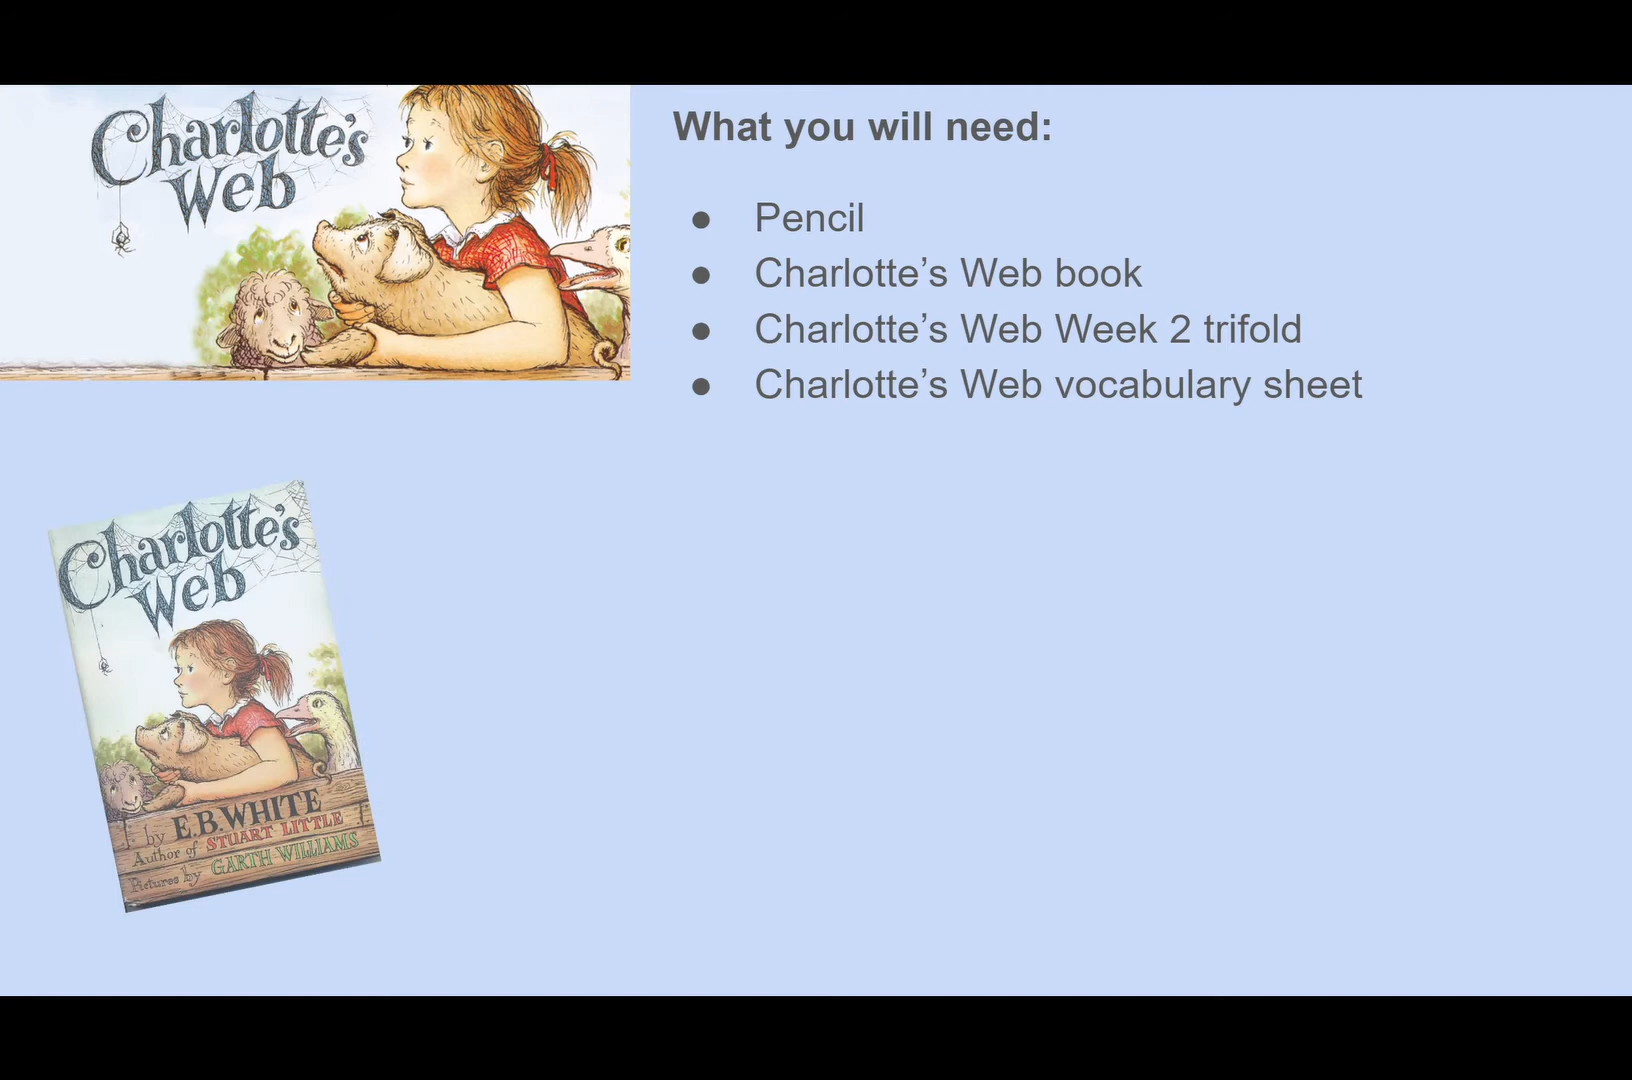 Charlotte's
Web
What you will need:
● Pencil
● Charlotte’s Web book
● Charlotte’s Web Week 2 trifold
● Charlotte’s Web vocabulary sheet
Charlotte's
Web
by E.B. WHITE
Author of STUART LITTLE
Pictures by GARTH WILLIAMS